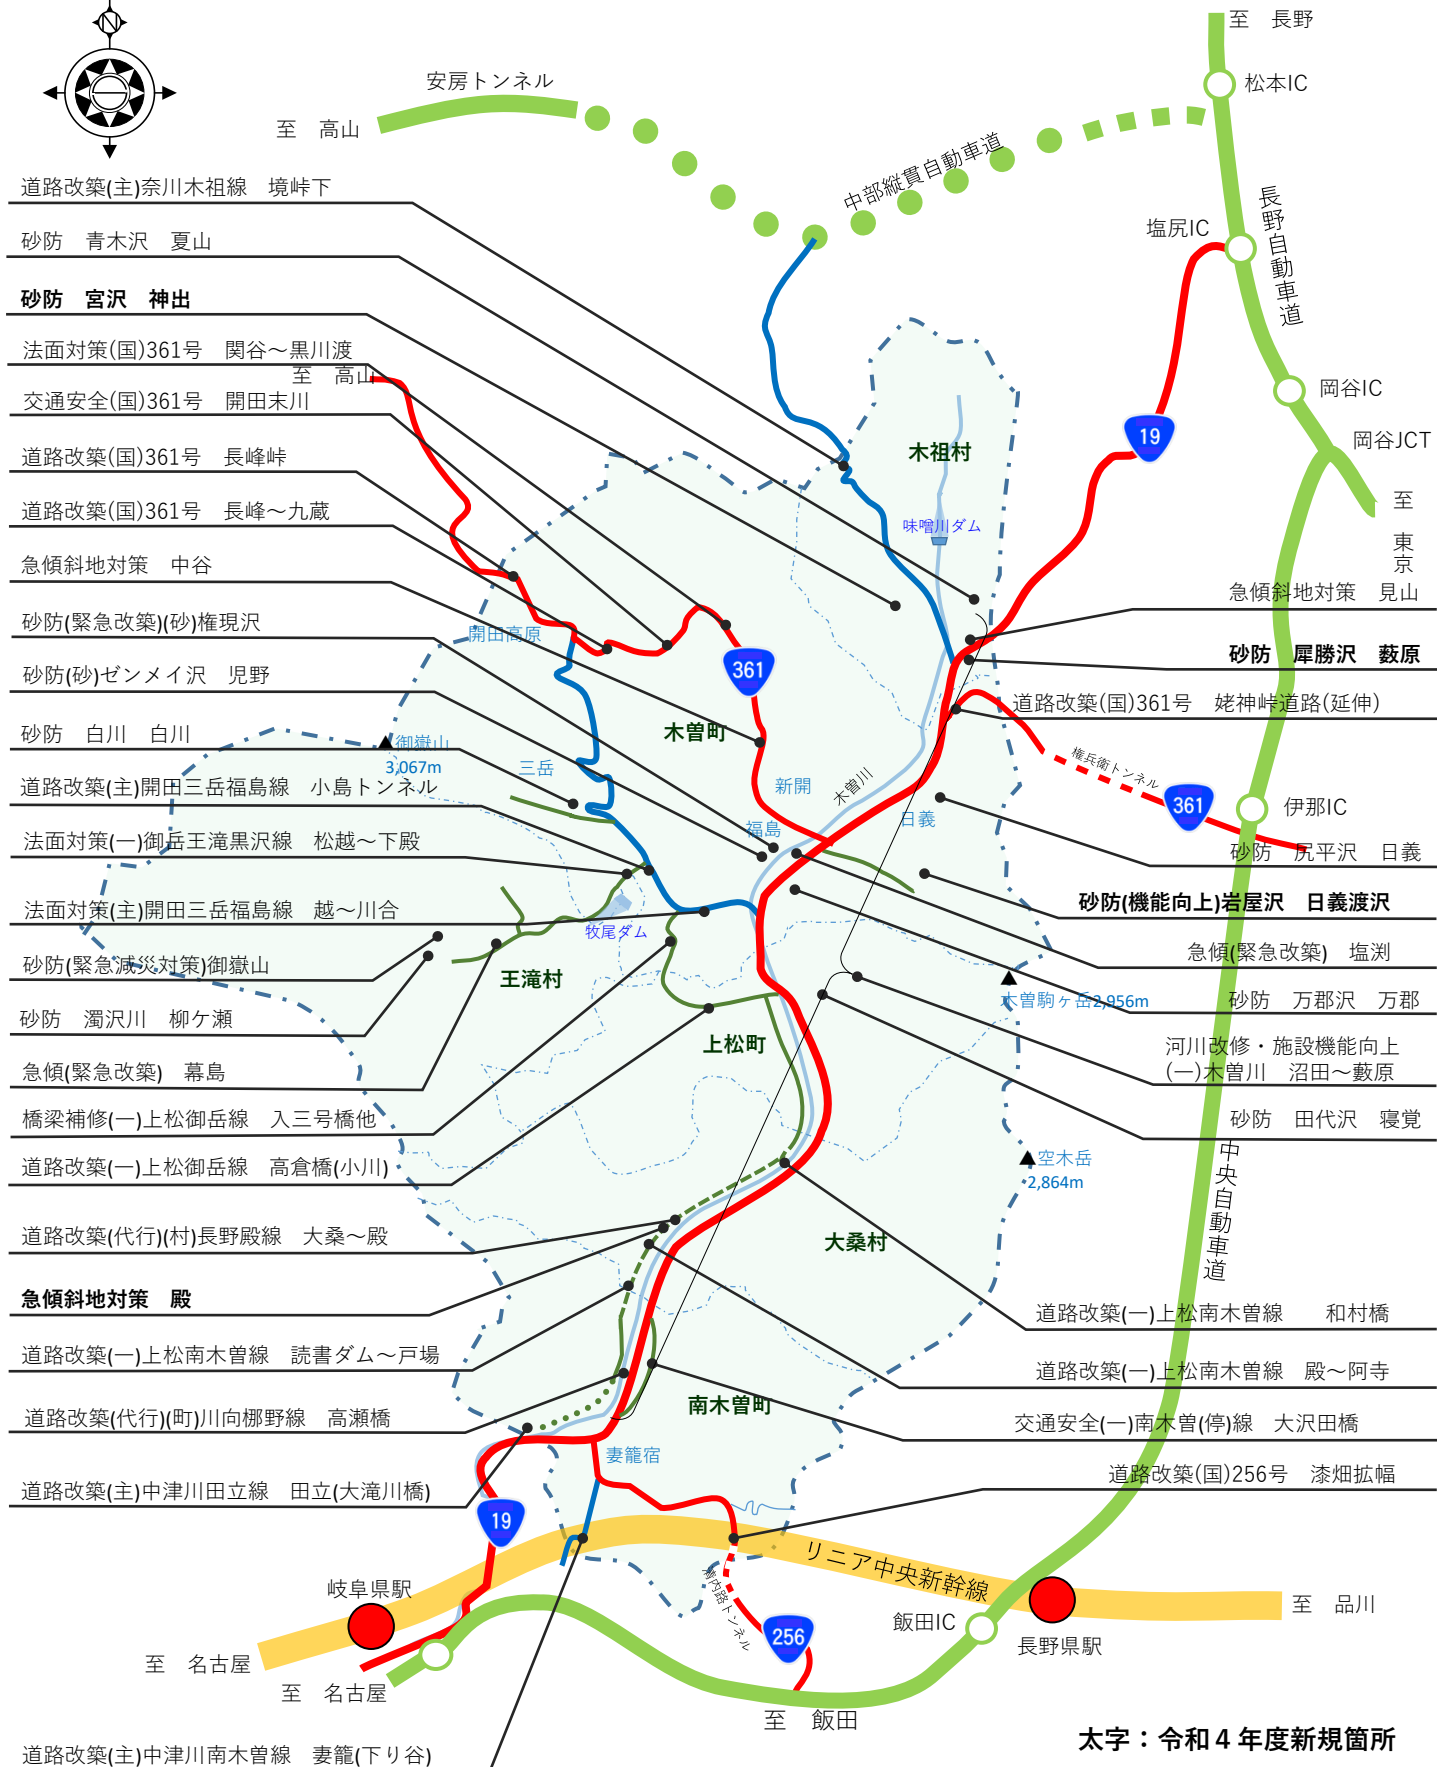 N
至　長野
松本IC
安房トンネル
至　高山
中部縦貫自動車道
長野自動車道
塩尻IC
岡谷IC
岡谷JCT
至　東京
道路改築(主)奈川木祖線　境峠下
砂防　青木沢　夏山
砂防　宮沢　神出
法面対策(国)361号　関谷～黒川渡
至　高山
交通安全(国)361号　開田末川
道路改築(国)361号　長峰峠
道路改築(国)361号　長峰～九蔵
急傾斜地対策　中谷
砂防(緊急改築)(砂)権現沢
砂防(砂)ゼンメイ沢　児野
砂防　白川　白川
道路改築(主)開田三岳福島線　小島トンネル
法面対策(一)御岳王滝黒沢線　松越～下殿
法面対策(主)開田三岳福島線　越～川合
砂防(緊急減災対策)御嶽山
砂防　濁沢川　柳ケ瀬
急傾(緊急改築)　幕島
橋梁補修(一)上松御岳線　入三号橋他
道路改築(一)上松御岳線　高倉橋(小川)
道路改築(代行)(村)長野殿線　大桑～殿
急傾斜地対策　殿
道路改築(一)上松南木曽線　読書ダム～戸場
道路改築(代行)(町)川向梛野線　高瀬橋
道路改築(主)中津川田立線　田立(大滝川橋)
道路改築(主)中津川南木曽線　妻籠(下り谷)
19
木祖村
味噌川ダム
開田高原
361
木曽町
御嶽山
3,067m
三岳
新開
木曽川
福島
日義
牧尾ダム
王滝村
上松町
木曽駒ヶ岳2,956m
空木岳
2,864m
大桑村
南木曽町
妻籠宿
権兵衛トンネル
361
伊那IC
急傾斜地対策　見山
砂防　犀勝沢　薮原
道路改築(国)361号　姥神峠道路(延伸)
砂防　尻平沢　日義
砂防(機能向上)岩屋沢　日義渡沢
急傾(緊急改築)　塩渕
砂防　万郡沢　万郡
河川改修・施設機能向上
(一)木曽川　沼田～藪原
砂防　田代沢　寝覚
中央自動車道
道路改築(一)上松南木曽線　　和村橋
道路改築(一)上松南木曽線　殿～阿寺
交通安全(一)南木曽(停)線　大沢田橋
道路改築(国)256号　漆畑拡幅
19
リニア中央新幹線
岐阜県駅
至　名古屋
至　名古屋
清内路トンネル
256
飯田IC
長野県駅
至　品川
至　飯田
太字：令和４年度新規箇所